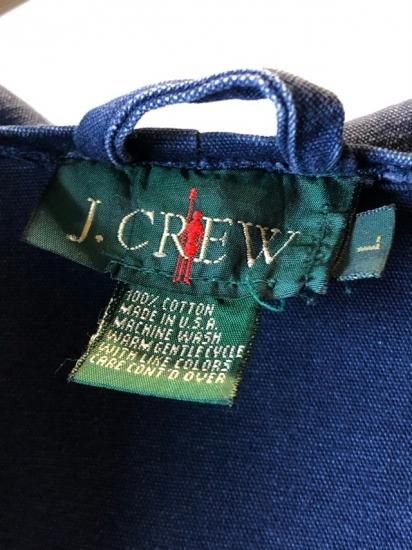 J. CREW
L
100% COTTON
MADE IN U.S.A.
MACHINE WASH
WARM GENTLE CYCLE
WITH LIKE COLORS
CARE CONT'D OVER